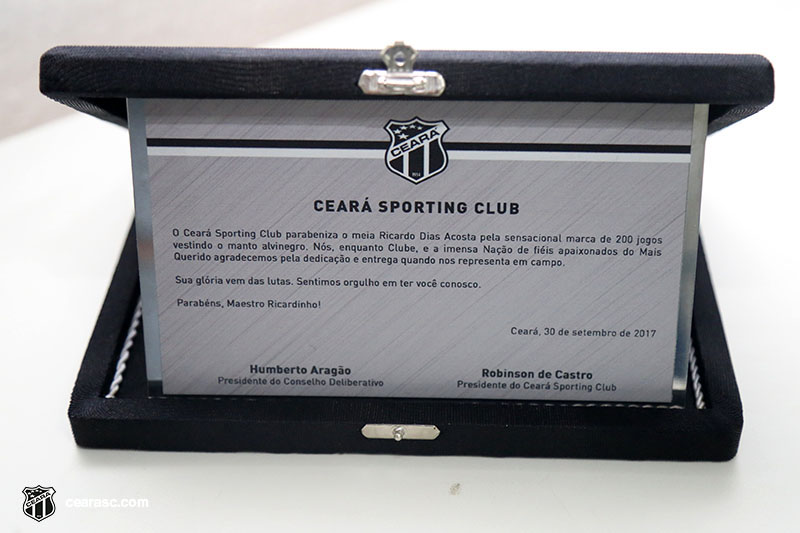 CEARÁ
1914
CEARÁ SPORTING CLUB
O Ceará Sporting Club parabeniza o meia Ricardo Dias Acosta pela sensacional marca de 200 jogos
vestindo o manto alvinegro. Nós, enquanto Clube, e a imensa Nação de fiéis apaixonados do Mais
Querido agradecemos pela dedicação e entrega quando nos representa em campo.
Sua glória vem das lutas. Sentimos orgulho em ter você conosco.
Parabéns, Maestro Ricardinho!
Ceará, 30 de setembro de 2017
Humberto Aragão
Presidente do Conselho Deliberativo
Robinson de Castro
Presidente do Ceará Sporting Club
CEARÁ
cearasc.com